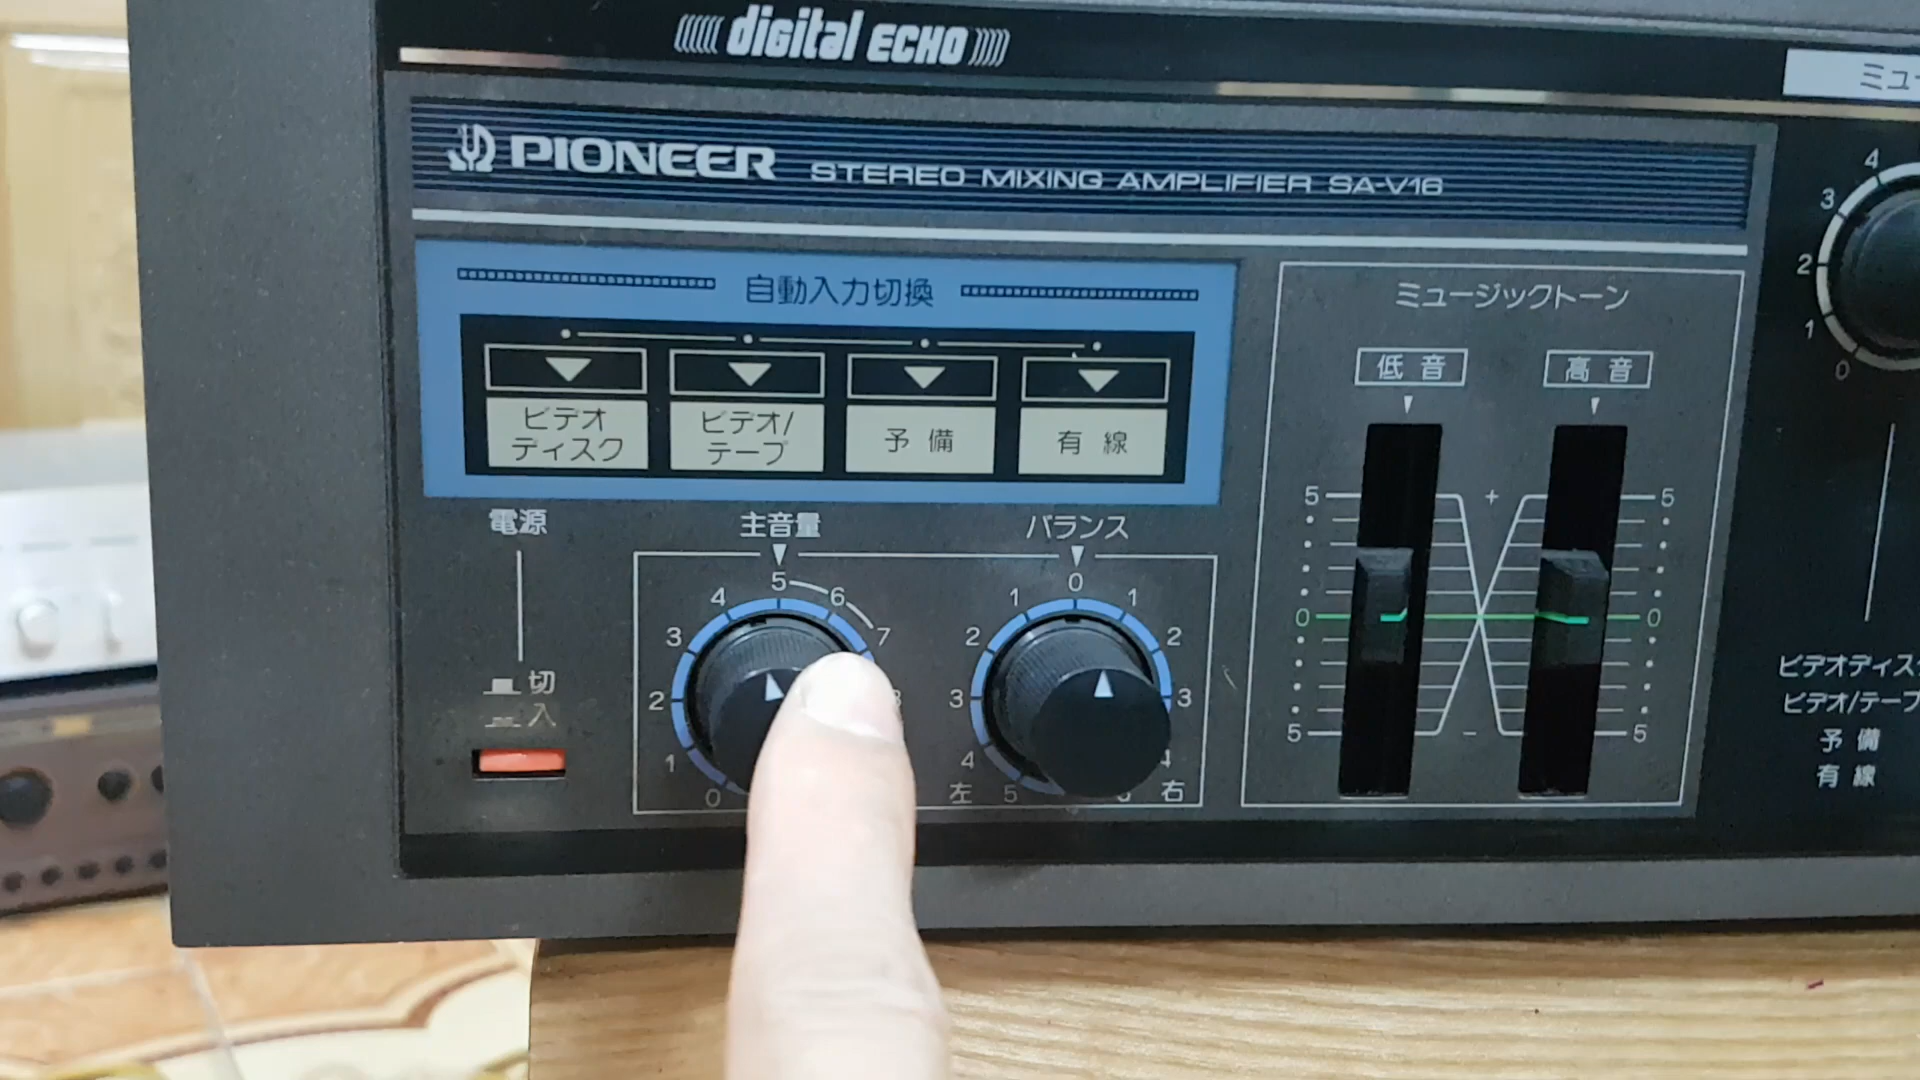 digital ECHO
ミュー
PIONEER STEREO MIXING AMPLIFIER SA-V16
自動入力切換
ビデオ
ディスク
ビデオ/
テープ
予備
有線
電源
切
入
主音量
0 1 2 3 4 5 6 7 8
バランス
5 4 3 2 1 0 1 2 3 4 5
左
右
ミュージックトーン
低音
高音
5 + 5
0 0
5 - 5
4
3
2
1
0
ビデオディス
ビデオ/テープ
予備
有線